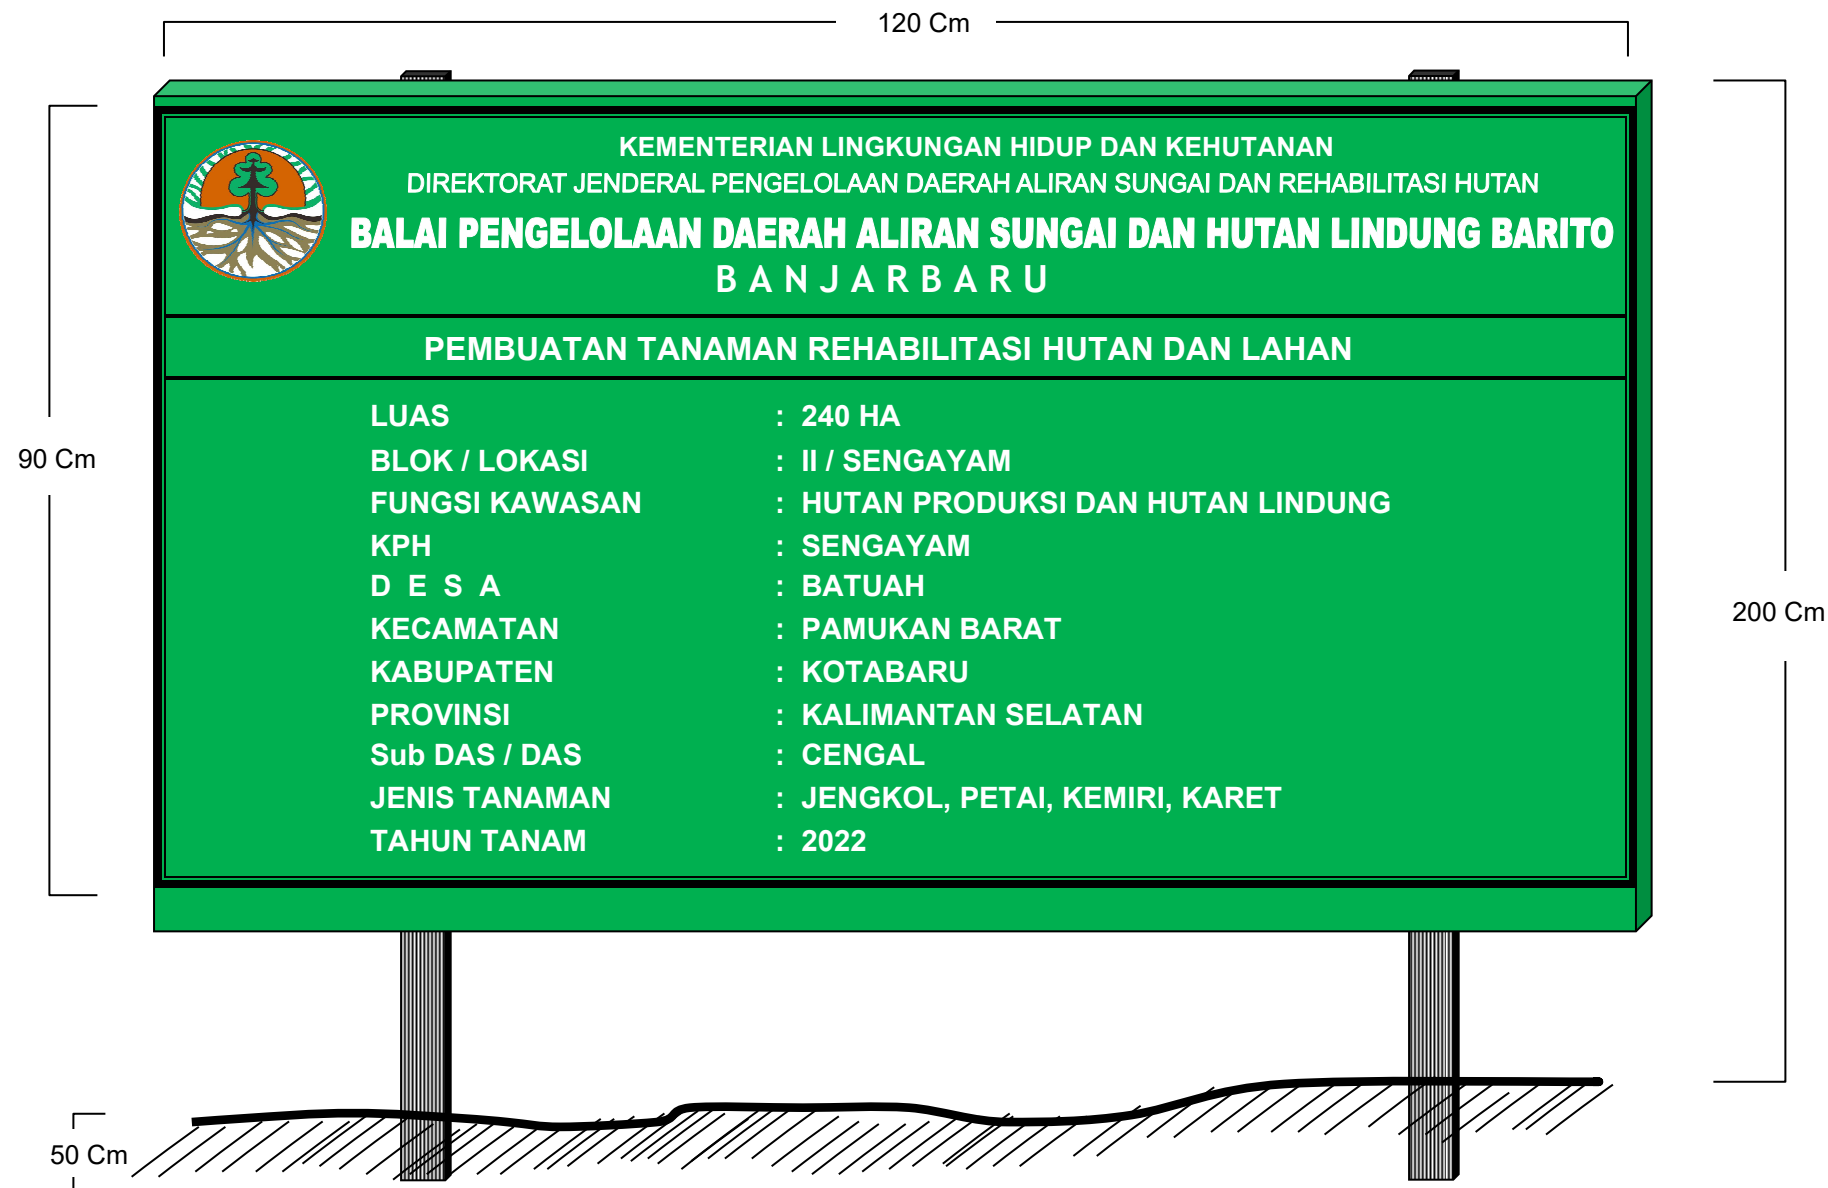 120 Cm
KEMENTERIAN LINGKUNGAN HIDUP DAN KEHUTANAN
DIREKTORAT JENDERAL PENGELOLAAN DAERAH ALIRAN SUNGAI DAN REHABILITASI HUTAN
BALAI PENGELOLAAN DAERAH ALIRAN SUNGAI DAN HUTAN LINDUNG BARITO
B A N J A R B A R U
PEMBUATAN TANAMAN REHABILITASI HUTAN DAN LAHAN
LUAS : 240 HA
BLOK / LOKASI : II / SENGAYAM
FUNGSI KAWASAN : HUTAN PRODUKSI DAN HUTAN LINDUNG
KPH : SENGAYAM
D E S A : BATUAH
KECAMATAN : PAMUKAN BARAT
KABUPATEN : KOTABARU
PROVINSI : KALIMANTAN SELATAN
Sub DAS / DAS : CENGAL
JENIS TANAMAN : JENGKOL, PETAI, KEMIRI, KARET
TAHUN TANAM : 2022
90 Cm
200 Cm
50 Cm